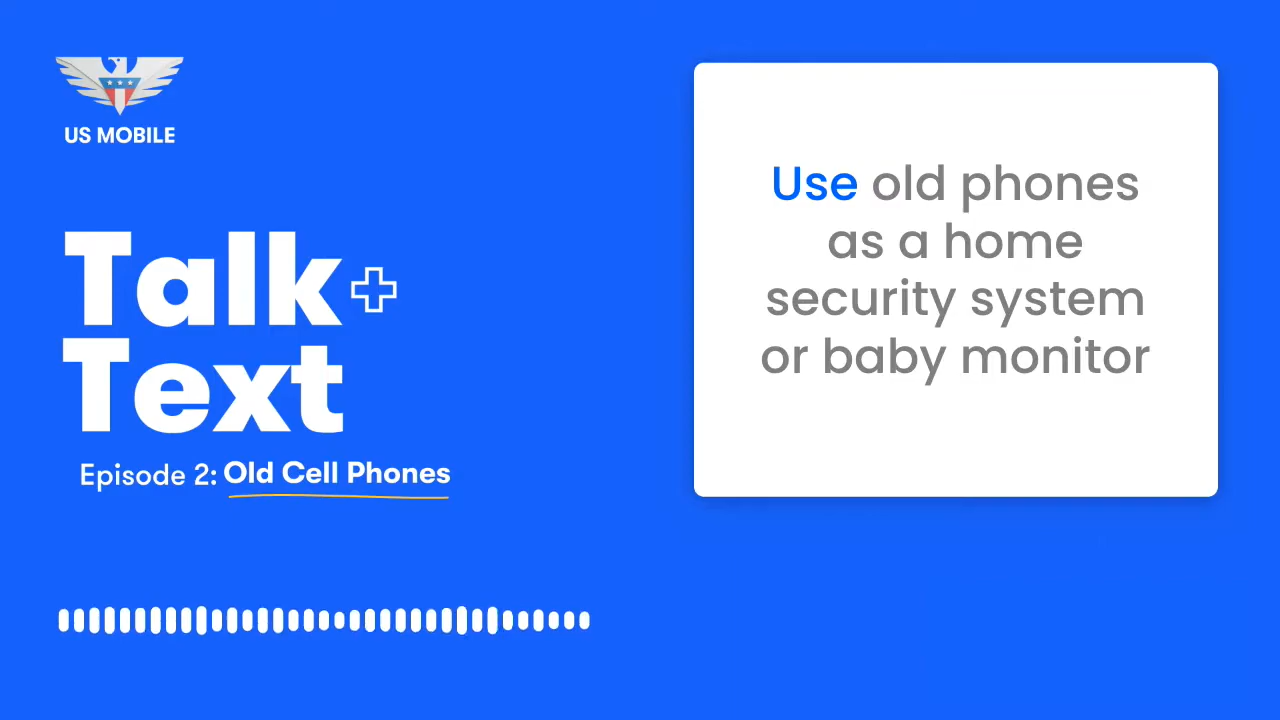 US MOBILE
Talk+
Text
Episode 2: Old Cell Phones
Use old phones
as a home
security system
or baby monitor